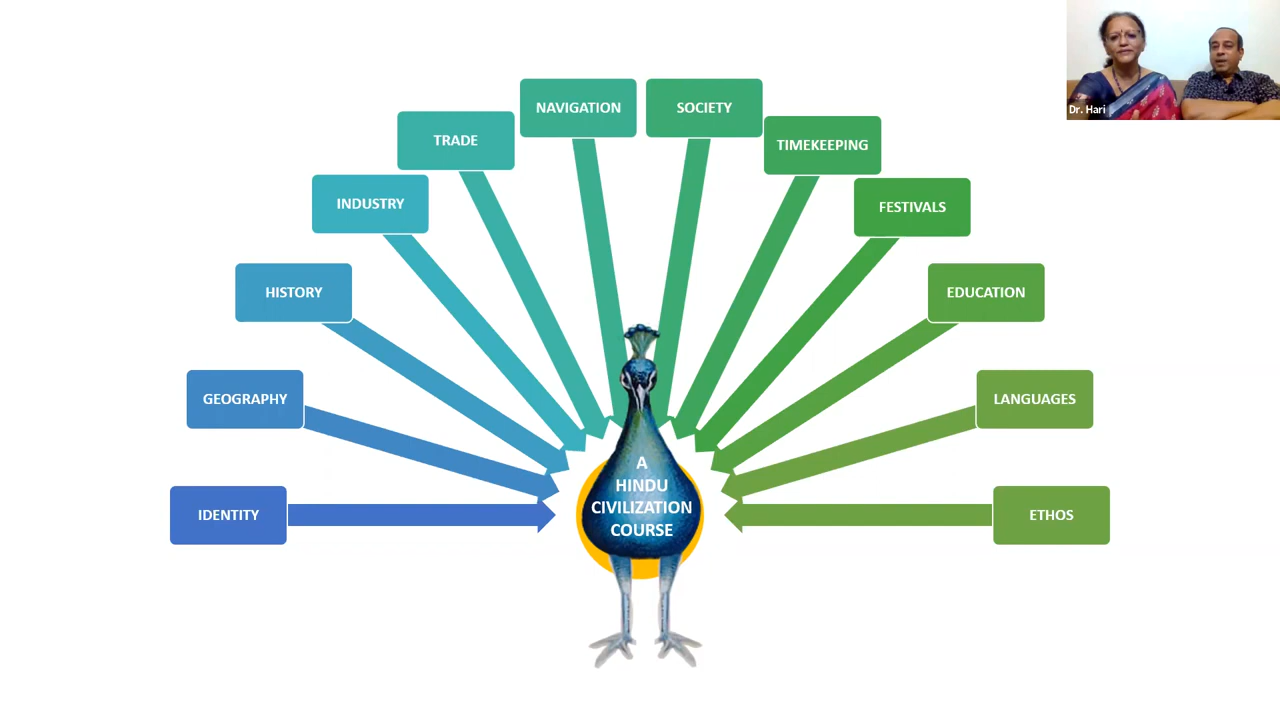 NAVIGATION
SOCIETY
TRADE
TIMEKEEPING
INDUSTRY
FESTIVALS
HISTORY
EDUCATION
GEOGRAPHY
LANGUAGES
IDENTITY
ETHOS
A
HINDU
CIVILIZATION
COURSE
Dr. Hari